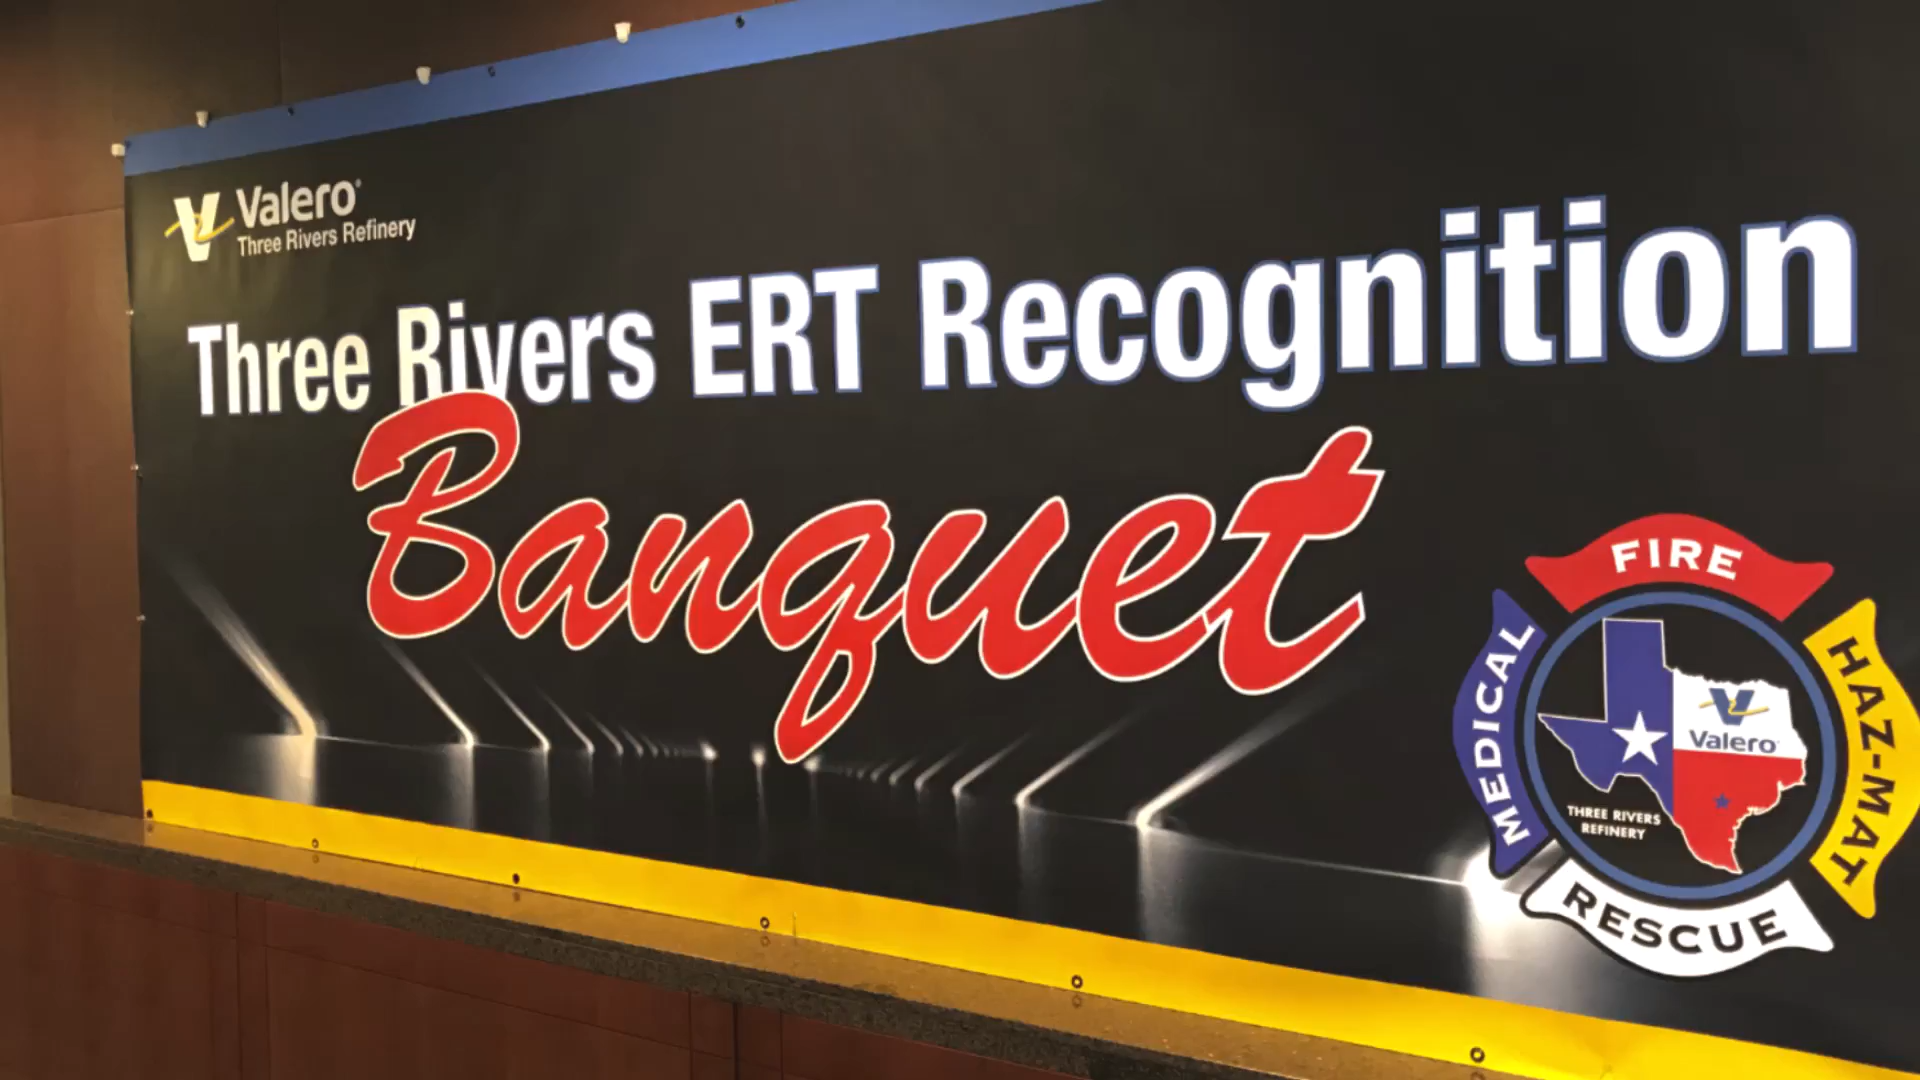 Valero
Three Rivers Refinery
Three Rivers ERT Recognition
Banquet
FIRE
MEDICAL
HAZ-MAT
Valero
THREE RIVERS
REFINERY
RESCUE